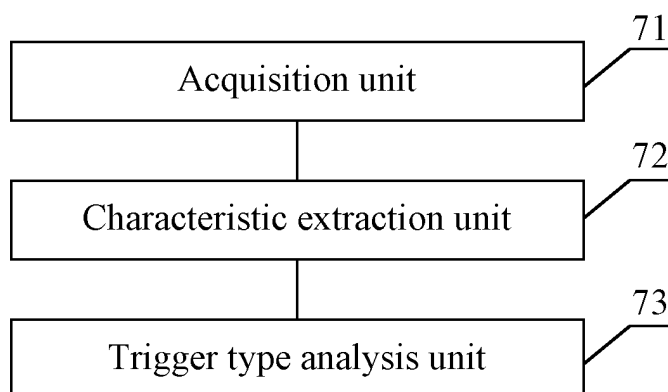 71
Acquisition unit
72
Characteristic extraction unit
73
Trigger type analysis unit